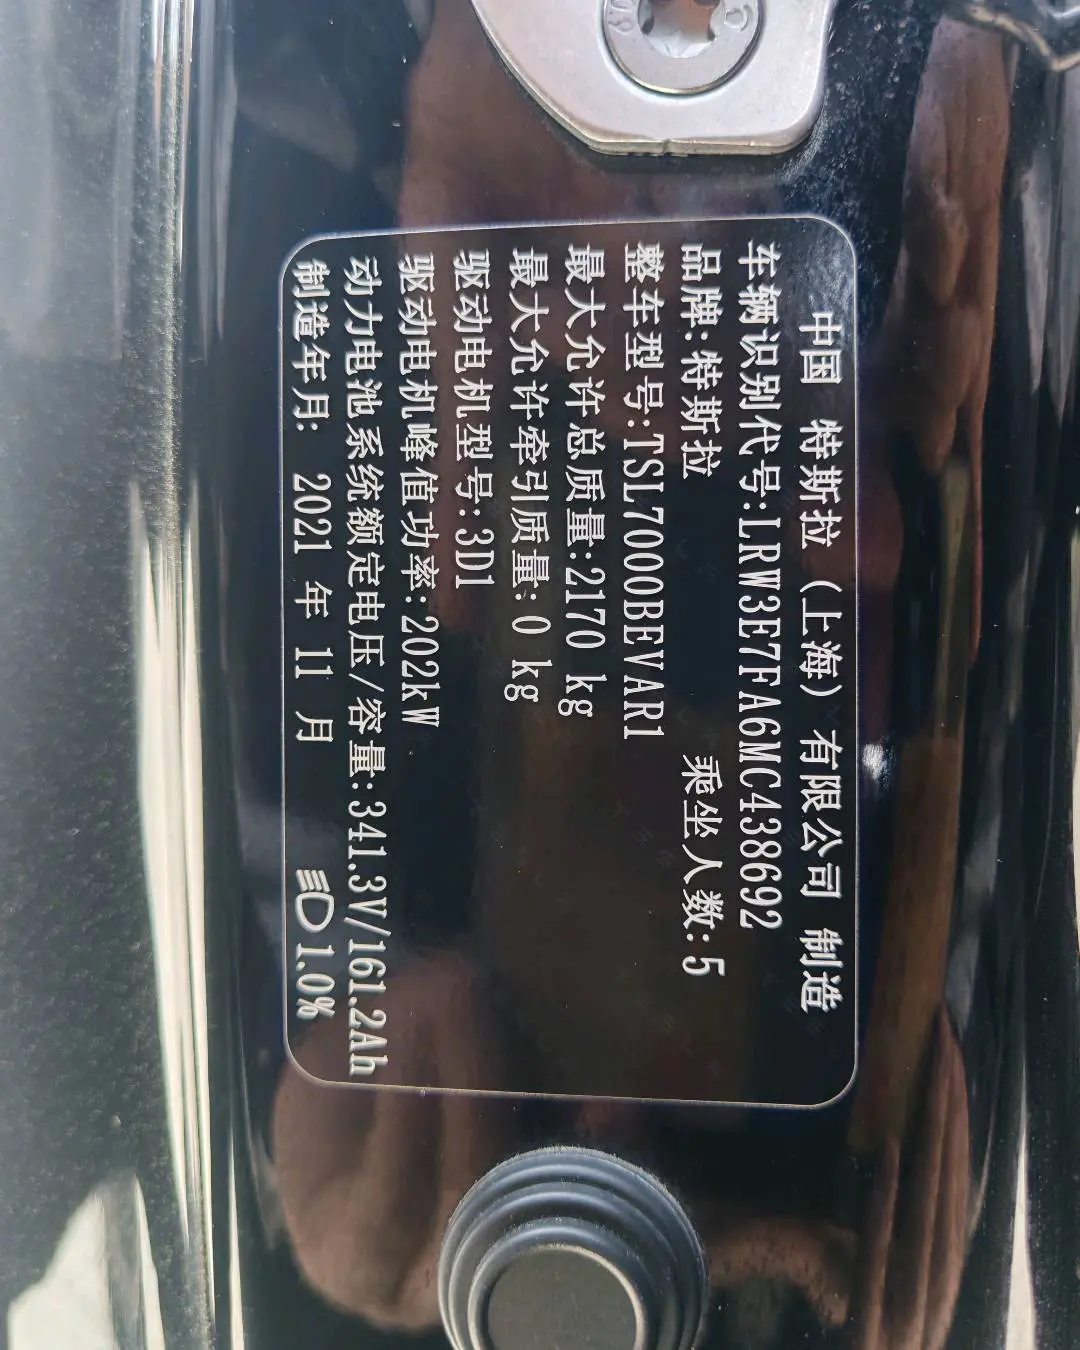 中国 特斯拉（上海）有限公司 制造
车辆识别代号:LRW3E7FA6MC438692
品牌:特斯拉 乘坐人数:5
整车型号:TSL7000BEVAR1
最大允许总质量:2170 kg
最大允许牵引质量:0 kg
驱动电机型号:3D1
驱动电机峰值功率:202kW
动力电池系统额定电压/容量:341.3V/161.2Ah
制造年月: 2021 年 11 月 1.0%